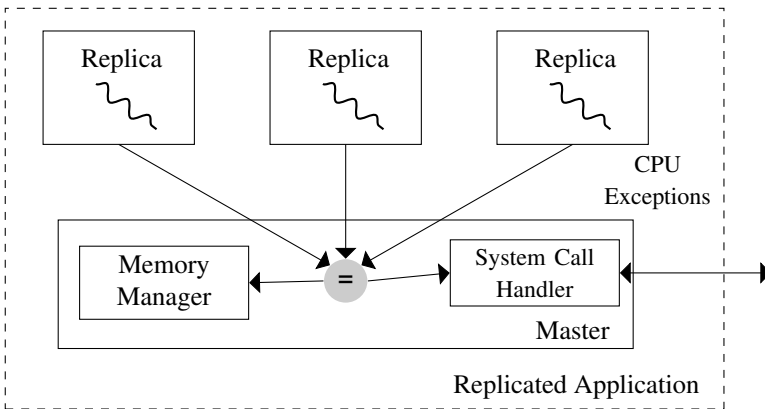 Replica
Replica
Replica
CPU
Exceptions
Memory
Manager
=
System Call
Handler
Master
Replicated Application